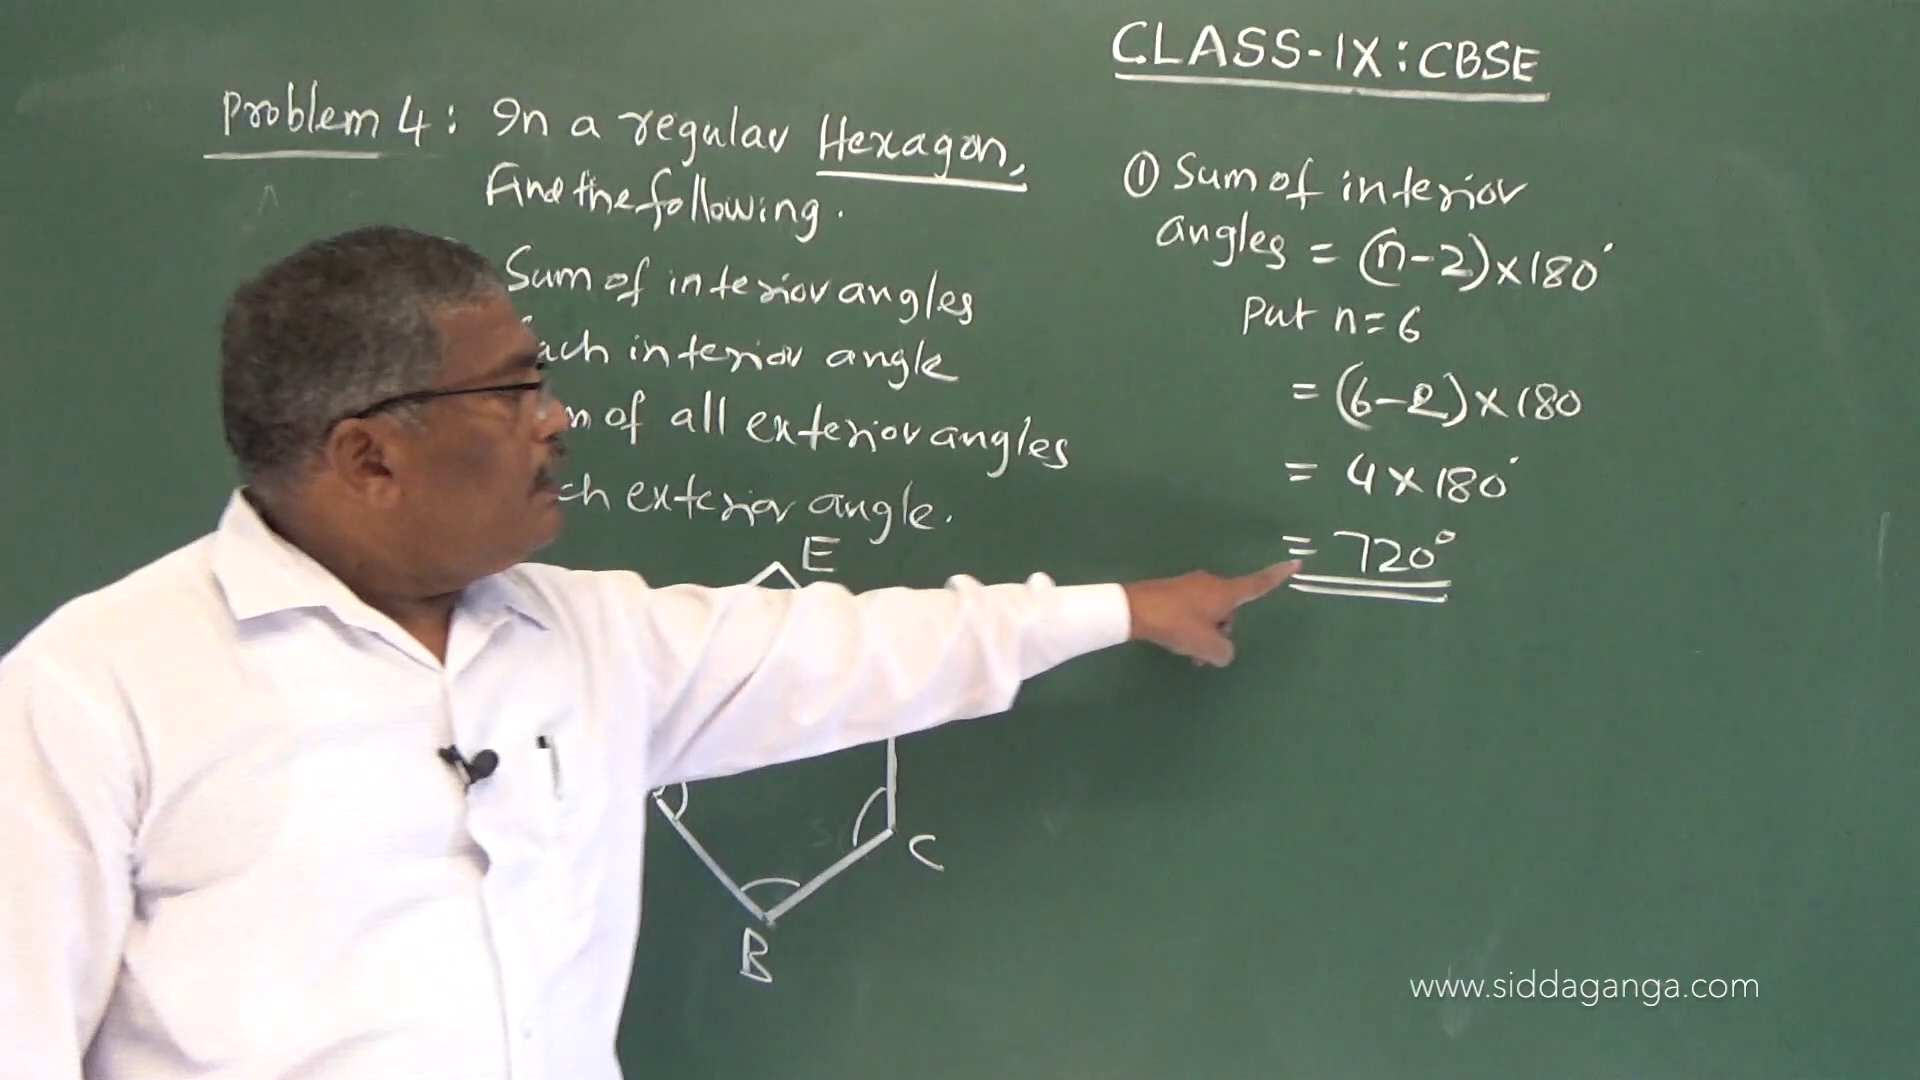 CLASS-IX: CBSE
Problem 4: In a regular Hexagon,
Find the following.
Sum of interior angles
interior angle
of all exterior angles
exterior angle.
E
C
B
① Sum of interior
angles = (n-2)×180°
Put n=6
= (6-2)×180
= 4×180°
= 720°
www.siddaganga.com